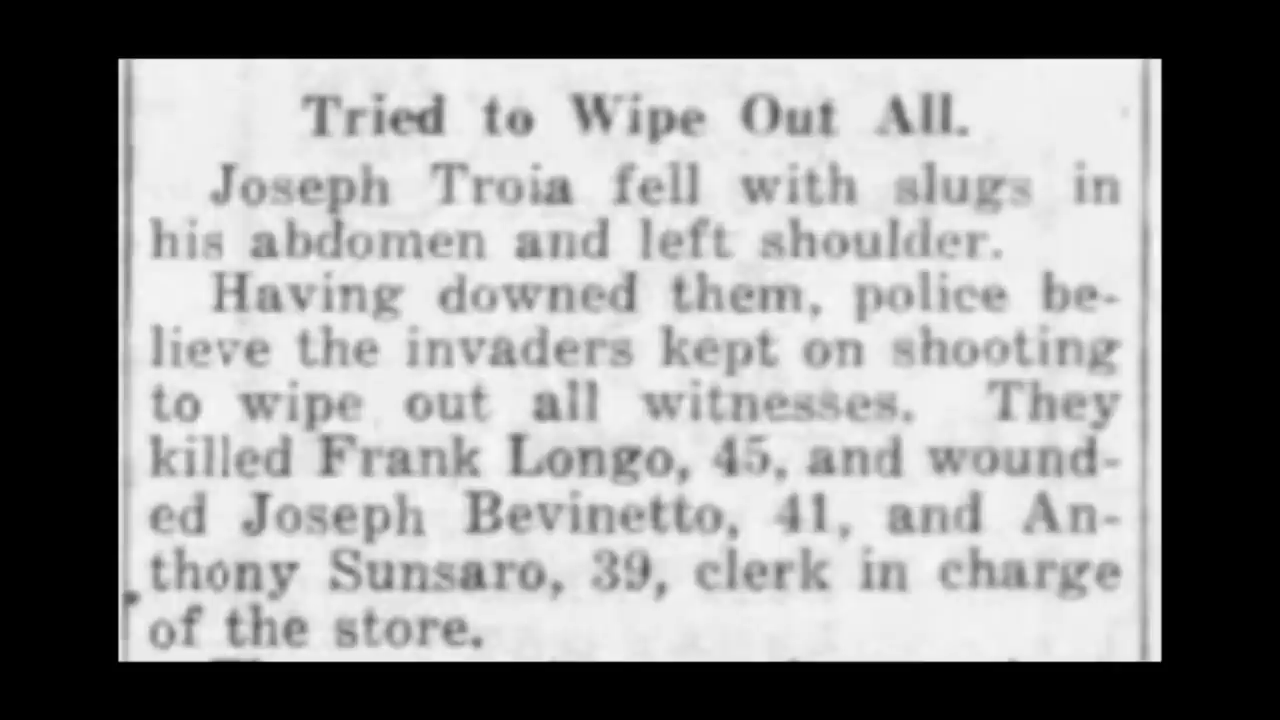 Tried to Wipe Out All.
Joseph Troia fell with slugs in
his abdomen and left shoulder.
Having downed them, police be-
lieve the invaders kept on shooting
to wipe out all witnesses. They
killed Frank Longo, 45, and wound-
ed Joseph Bevinetto, 41, and An-
thony Sunsaro, 39, clerk in charge
of the store.